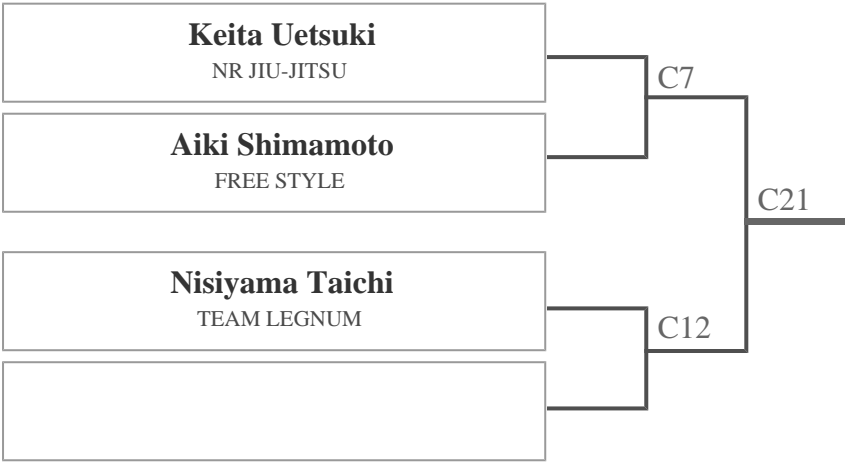 Keita Uetsuki
NR JIU-JITSU
C7
Aiki Shimamoto
FREE STYLE
C21
Nisiyama Taichi
TEAM LEGNUM
C12